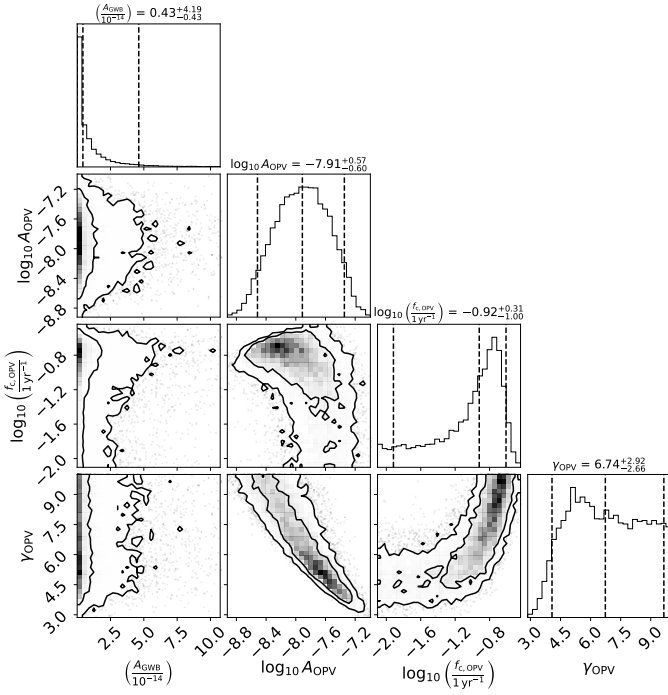 (A_GWB/10^−14) = 0.43^+4.19_−0.43
log₁₀ A_OPV = −7.91^+0.57_−0.60
−7.2
−7.6
−8.0
−8.4
−8.8
log₁₀ A_OPV
log₁₀ (f_c,OPV/1 yr^−1) = −0.92^+0.31_−1.00
−0.8
−1.2
−1.6
−2.0
log₁₀ (f_c,OPV/1 yr^−1)
γ_OPV = 6.74^+2.92_−2.66
9.0
7.5
6.0
4.5
3.0
γ_OPV
2.5 5.0 7.5 10.0
−8.8 −8.4 −8.0 −7.6 −7.2
−2.0 −1.6 −1.2 −0.8
3.0 4.5 6.0 7.5 9.0
(A_GWB/10^−14)
log₁₀ A_OPV
log₁₀ (f_c,OPV/1 yr^−1)
γ_OPV